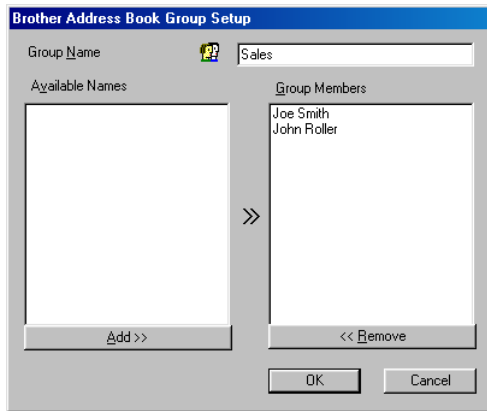 Brother Address Book Group Setup
Group Name
Sales
Available Names
Group Members
Joe Smith
John Roller
Add >>
<< Remove
OK
Cancel